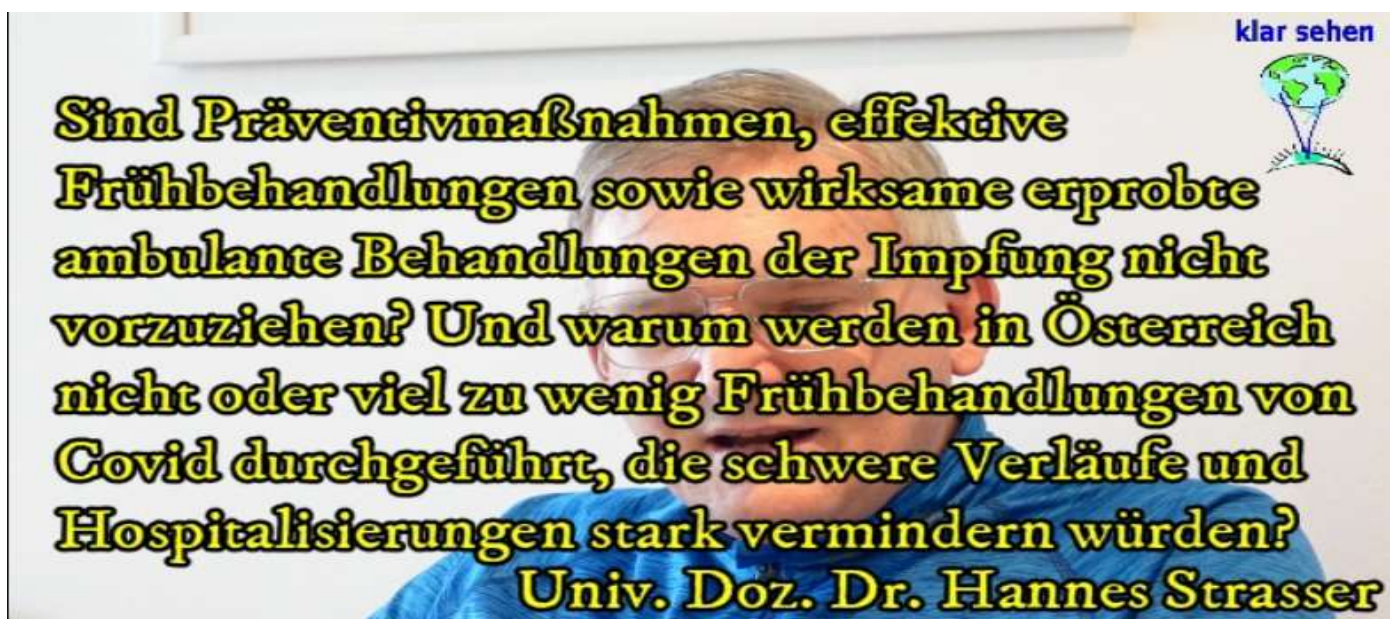 klar sehen
Sind Präventivmaßnahmen, effektive
Frühbehandlungen sowie wirksame erprobte
ambulante Behandlungen der Impfung nicht
vorzuziehen? Und warum werden in Österreich
nicht oder viel zu wenig Frühbehandlungen von
Covid durchgeführt, die schwere Verläufe und
Hospitalisierungen stark vermindern würden?
Univ. Doz. Dr. Hannes Strasser